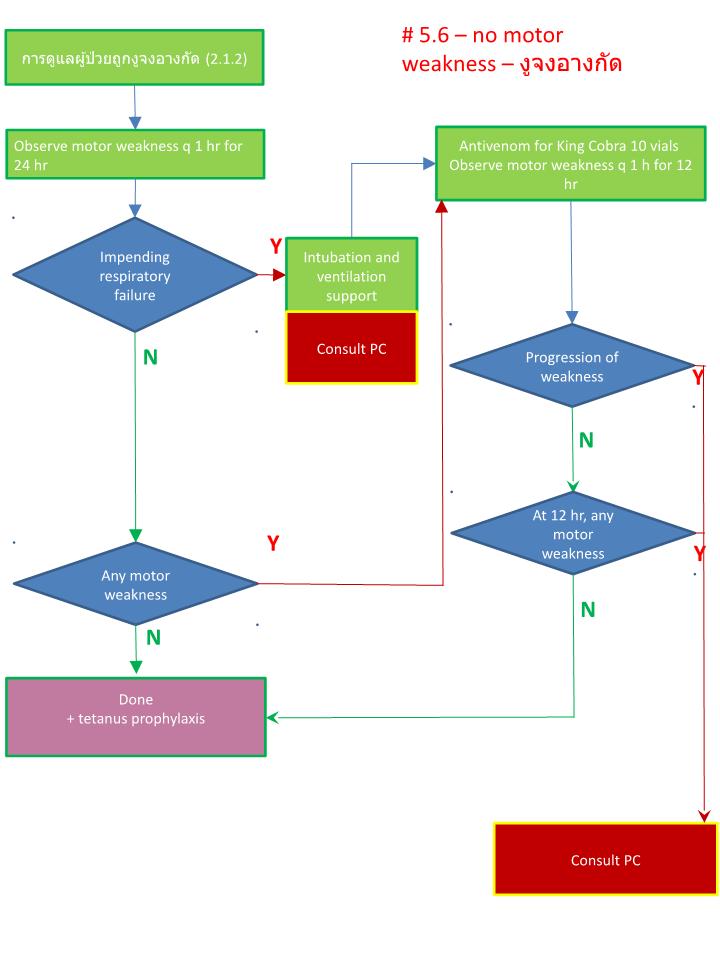 # 5.6 – no motor
weakness – งูจงอางกัด
การดูแลผู้ป่วยถูกงูจงอางกัด (2.1.2)
Observe motor weakness q 1 hr for
24 hr
Antivenom for King Cobra 10 vials
Observe motor weakness q 1 h for 12
hr
Impending
respiratory
failure
Y
Intubation and
ventilation
support
Consult PC
N
Progression of
weakness
Y
N
At 12 hr, any
motor
weakness
Y
N
Any motor
weakness
Y
N
Done
+ tetanus prophylaxis
Consult PC